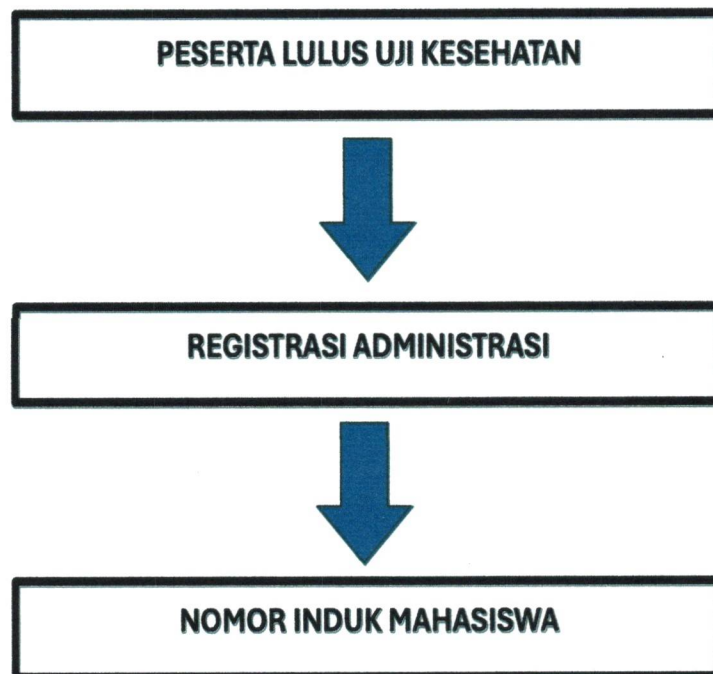 PESERTA LULUS UJI KESEHATAN
REGISTRASI ADMINISTRASI
NOMOR INDUK MAHASISWA